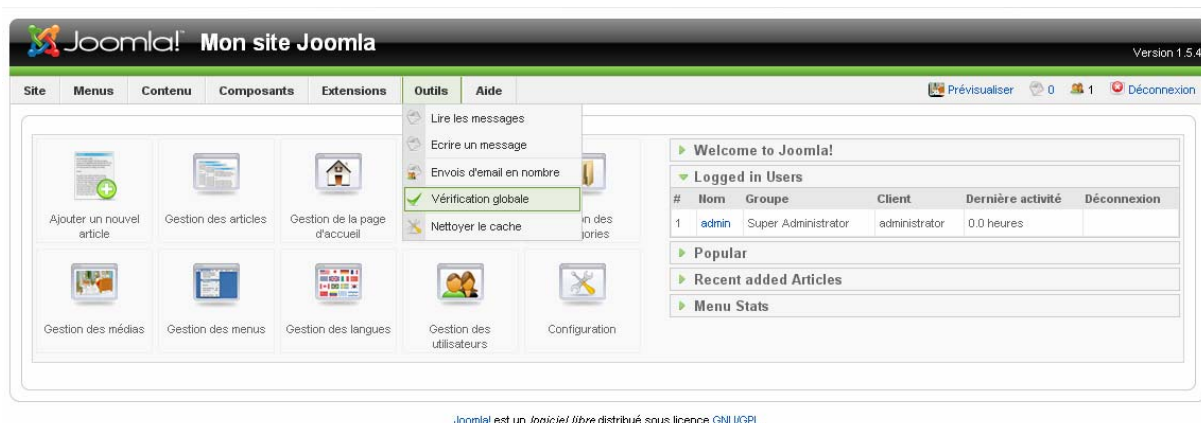 Joomla! Mon site Joomla
Version 1.5.4
Site Menus Contenu Composants Extensions Outils Aide
Prévisualiser 0 1 Déconnexion
Lire les messages
Ecrire un message
Envois d'email en nombre
Vérification globale
Nettoyer le cache
Ajouter un nouvel
article
Gestion des articles
Gestion de la page
d'accueil
des
Gestion des médias
Gestion des menus
Gestion des langues
Gestion des
utilisateurs
Configuration
Welcome to Joomla!
Logged in Users
# Nom Groupe Client Dernière activité Déconnexion
1 admin Super Administrator administrator 0.0 heures
Popular
Recent added Articles
Menu Stats
Joomla! est un logiciel libre distribué sous licence GNU/GPL